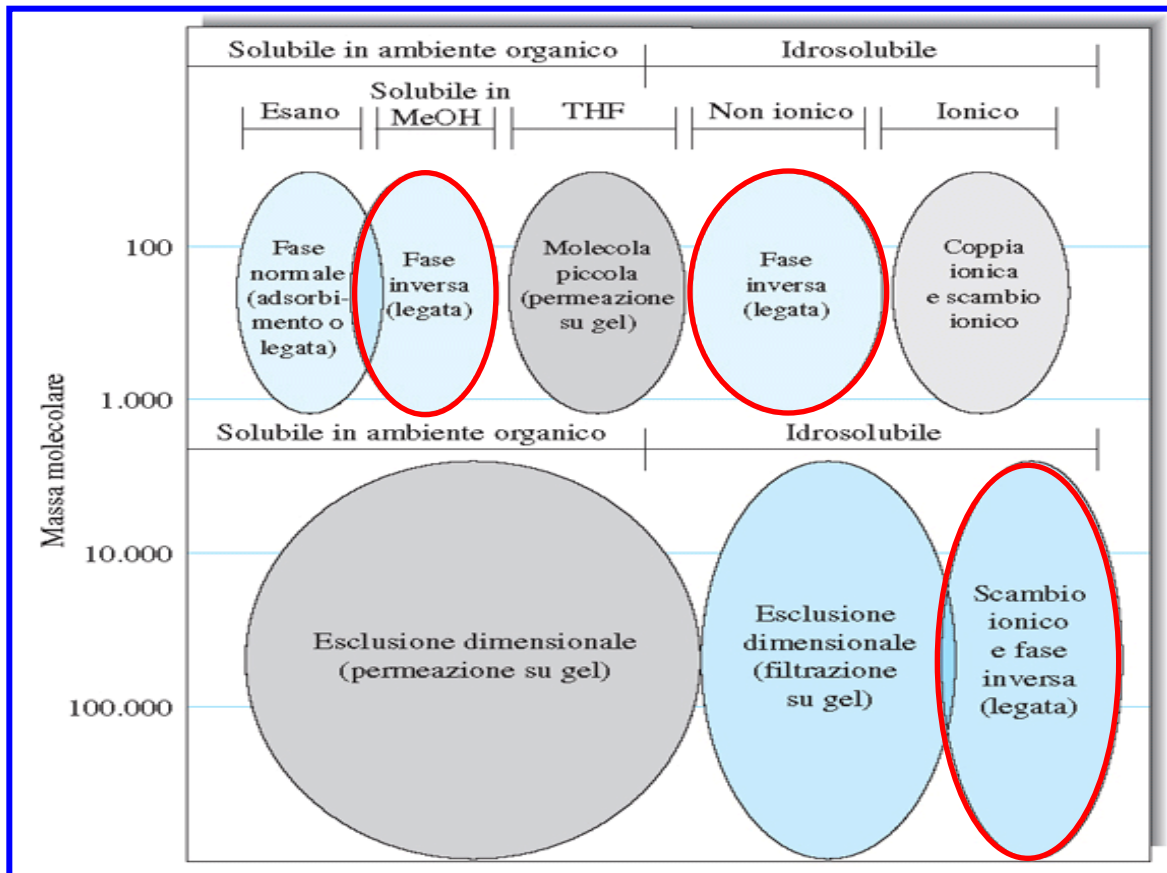 Solubile in ambiente organico
Idrosolubile
Esano
Solubile in
MeOH
THF
Non ionico
Ionico
Massa molecolare
100
1.000
10.000
100.000
Fase
normale
(adsorbi-
mento o
legata)
Fase
inversa
(legata)
Molecola
piccola
(permeazione
su gel)
Fase
inversa
(legata)
Coppia
ionica
e scambio
ionico
Solubile in ambiente organico
Idrosolubile
Esclusione dimensionale
(permeazione su gel)
Esclusione
dimensionale
(filtrazione
su gel)
Scambio
ionico
e fase
inversa
(legata)